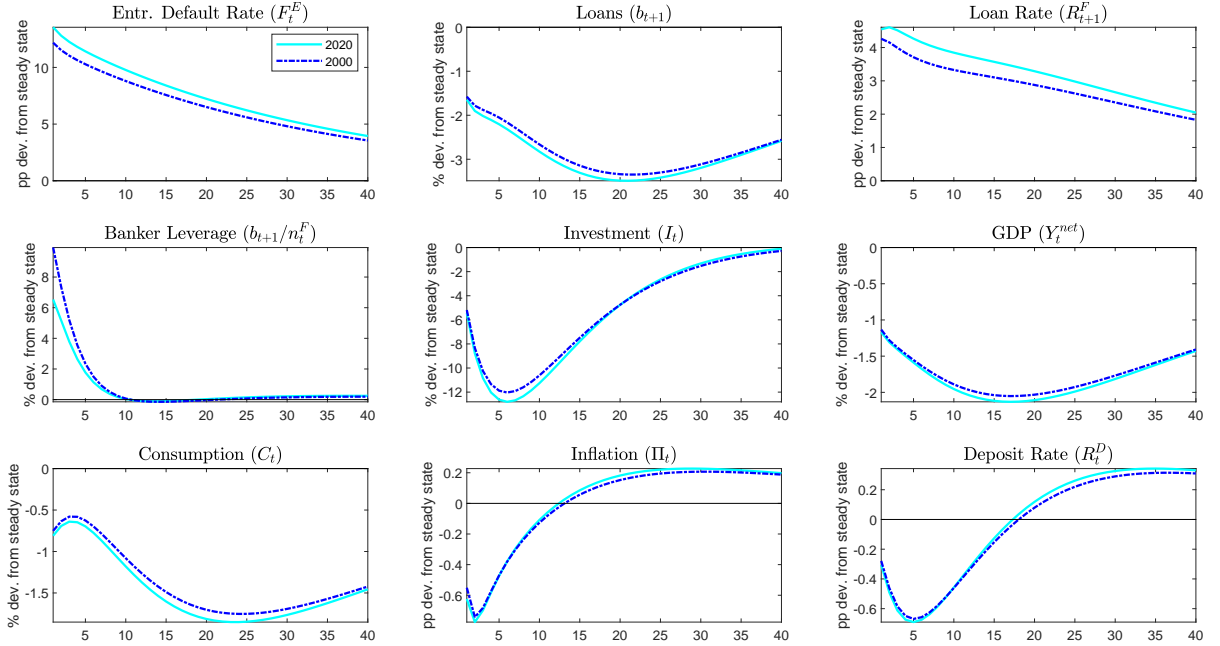 Entr. Default Rate (F_t^E)
Loans (b_{t+1})
Loan Rate (R_{t+1}^F)
pp dev. from steady state
10
5
0
5 10 15 20 25 30 35 40
2020
2000
% dev. from steady state
0
-1
-2
-3
5 10 15 20 25 30 35 40
pp dev. from steady state
4
3
2
1
0
5 10 15 20 25 30 35 40
Banker Leverage (b_{t+1}/n_t^F)
Investment (I_t)
GDP (Y_t^{net})
% dev. from steady state
8
6
4
2
0
5 10 15 20 25 30 35 40
% dev. from steady state
0
-2
-4
-6
-8
-10
-12
5 10 15 20 25 30 35 40
% dev. from steady state
0
-0.5
-1
-1.5
-2
5 10 15 20 25 30 35 40
Consumption (C_t)
Inflation (Π_t)
Deposit Rate (R_t^D)
% dev. from steady state
0
-0.5
-1
-1.5
5 10 15 20 25 30 35 40
pp dev. from steady state
0.2
0
-0.2
-0.4
-0.6
5 10 15 20 25 30 35 40
pp dev. from steady state
0.2
0
-0.2
-0.4
-0.6
5 10 15 20 25 30 35 40